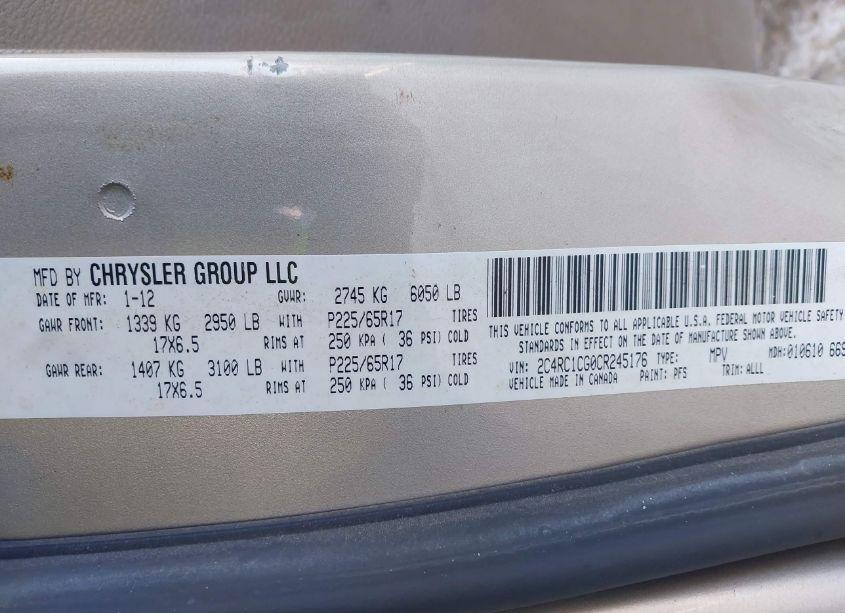 MFD BY CHRYSLER GROUP LLC
DATE OF MFR: 1-12 GVWR: 2745 KG 6050 LB
GAWR FRONT: 1339 KG 2950 LB WITH P225/65R17 TIRES
17X6.5 RIMS AT 250 KPA ( 36 PSI) COLD
GAWR REAR: 1407 KG 3100 LB WITH P225/65R17 TIRES
17X6.5 RIMS AT 250 KPA ( 36 PSI) COLD
THIS VEHICLE CONFORMS TO ALL APPLICABLE U.S.A. FEDERAL MOTOR VEHICLE SAFETY
STANDARDS IN EFFECT ON THE DATE OF MANUFACTURE SHOWN ABOVE.
VIN: 2C4RC1CG0CR245176 TYPE: MPV MDH:010610 669
VEHICLE MADE IN CANADA PAINT: PFS TRIM: ALLL